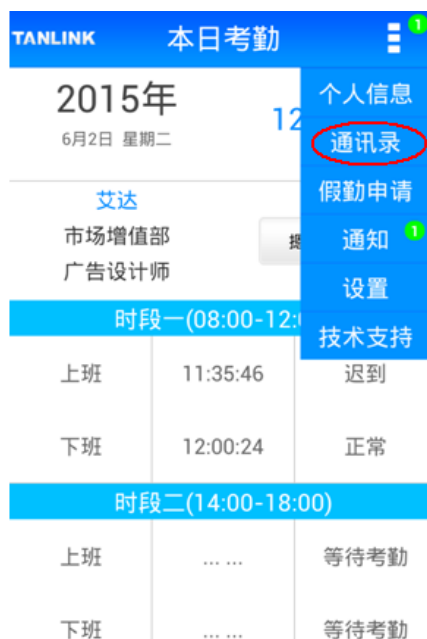 TANLINK 本日考勤 1
2015年
6月2日 星期二
12
个人信息
通讯录
假勤申请
通知 1
设置
技术支持
艾达
市场增值部
广告设计师
时段一(08:00-12:
上班 11:35:46 迟到
下班 12:00:24 正常
时段二(14:00-18:00)
上班 ... ... 等待考勤
下班 ... ... 等待考勤